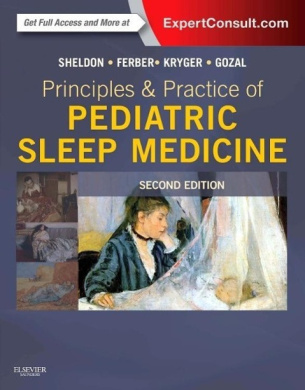 Get Full Access and More at
ExpertConsult.com
SHELDON • FERBER• KRYGER • GOZAL
Principles & Practice of
PEDIATRIC
SLEEP MEDICINE
SECOND EDITION
ELSEVIER
SAUNDERS